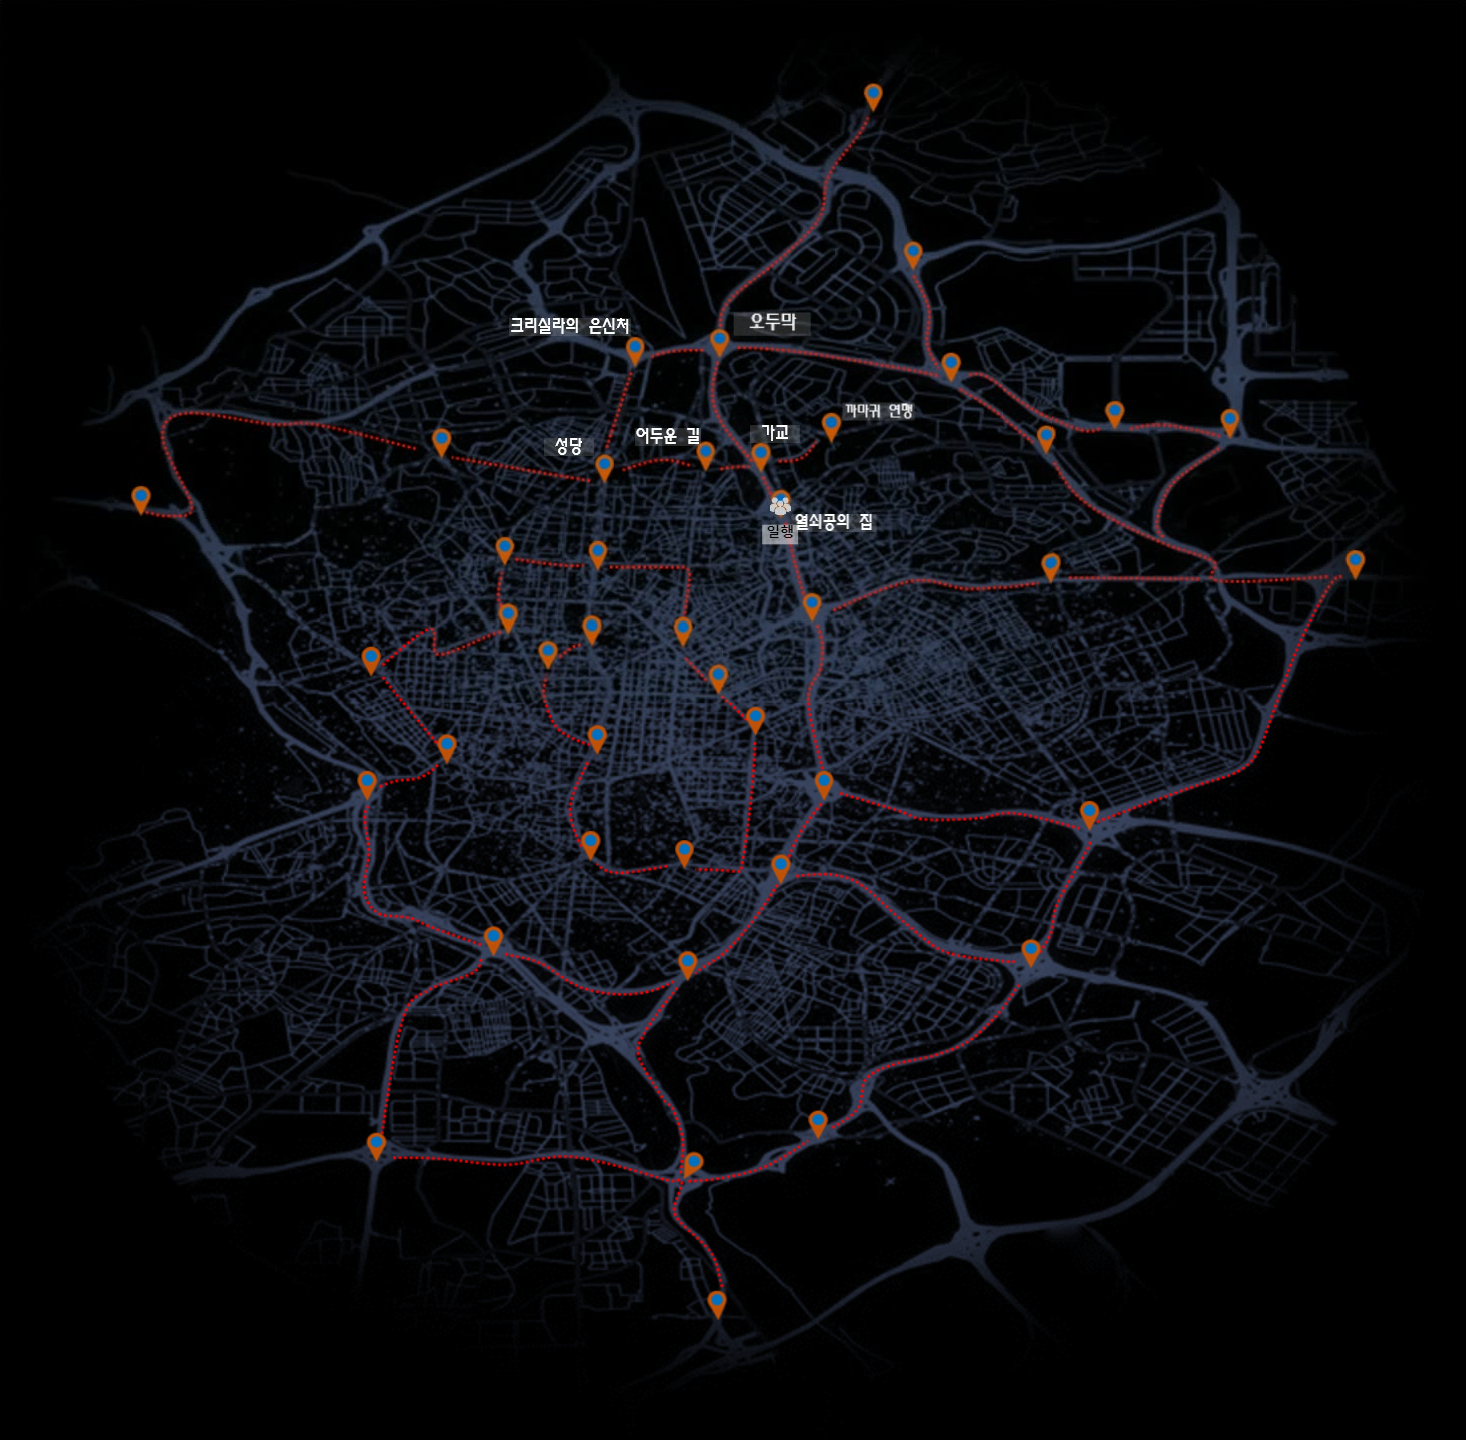 오두막
크리실라의 은신처
까마귀 연맹
가교
어두운 길
성당
열쇠공의 집
일행